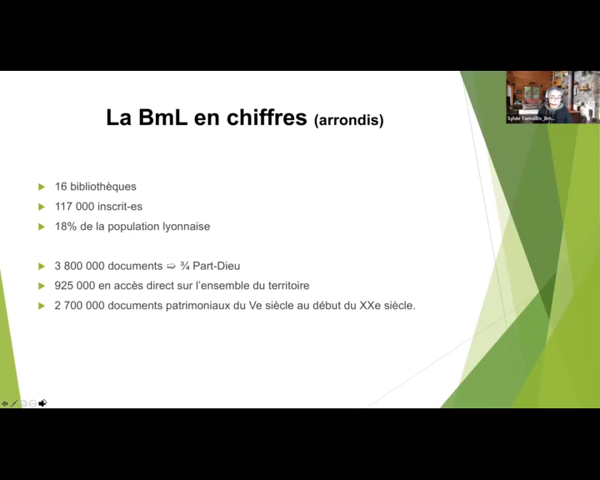 La BmL en chiffres (arrondis)
16 bibliothèques
117 000 inscrit-es
18% de la population lyonnaise
3 800 000 documents ➯ ¾ Part-Dieu
925 000 en accès direct sur l'ensemble du territoire
2 700 000 documents patrimoniaux du Ve siècle au début du XXe siècle.
Sylvie